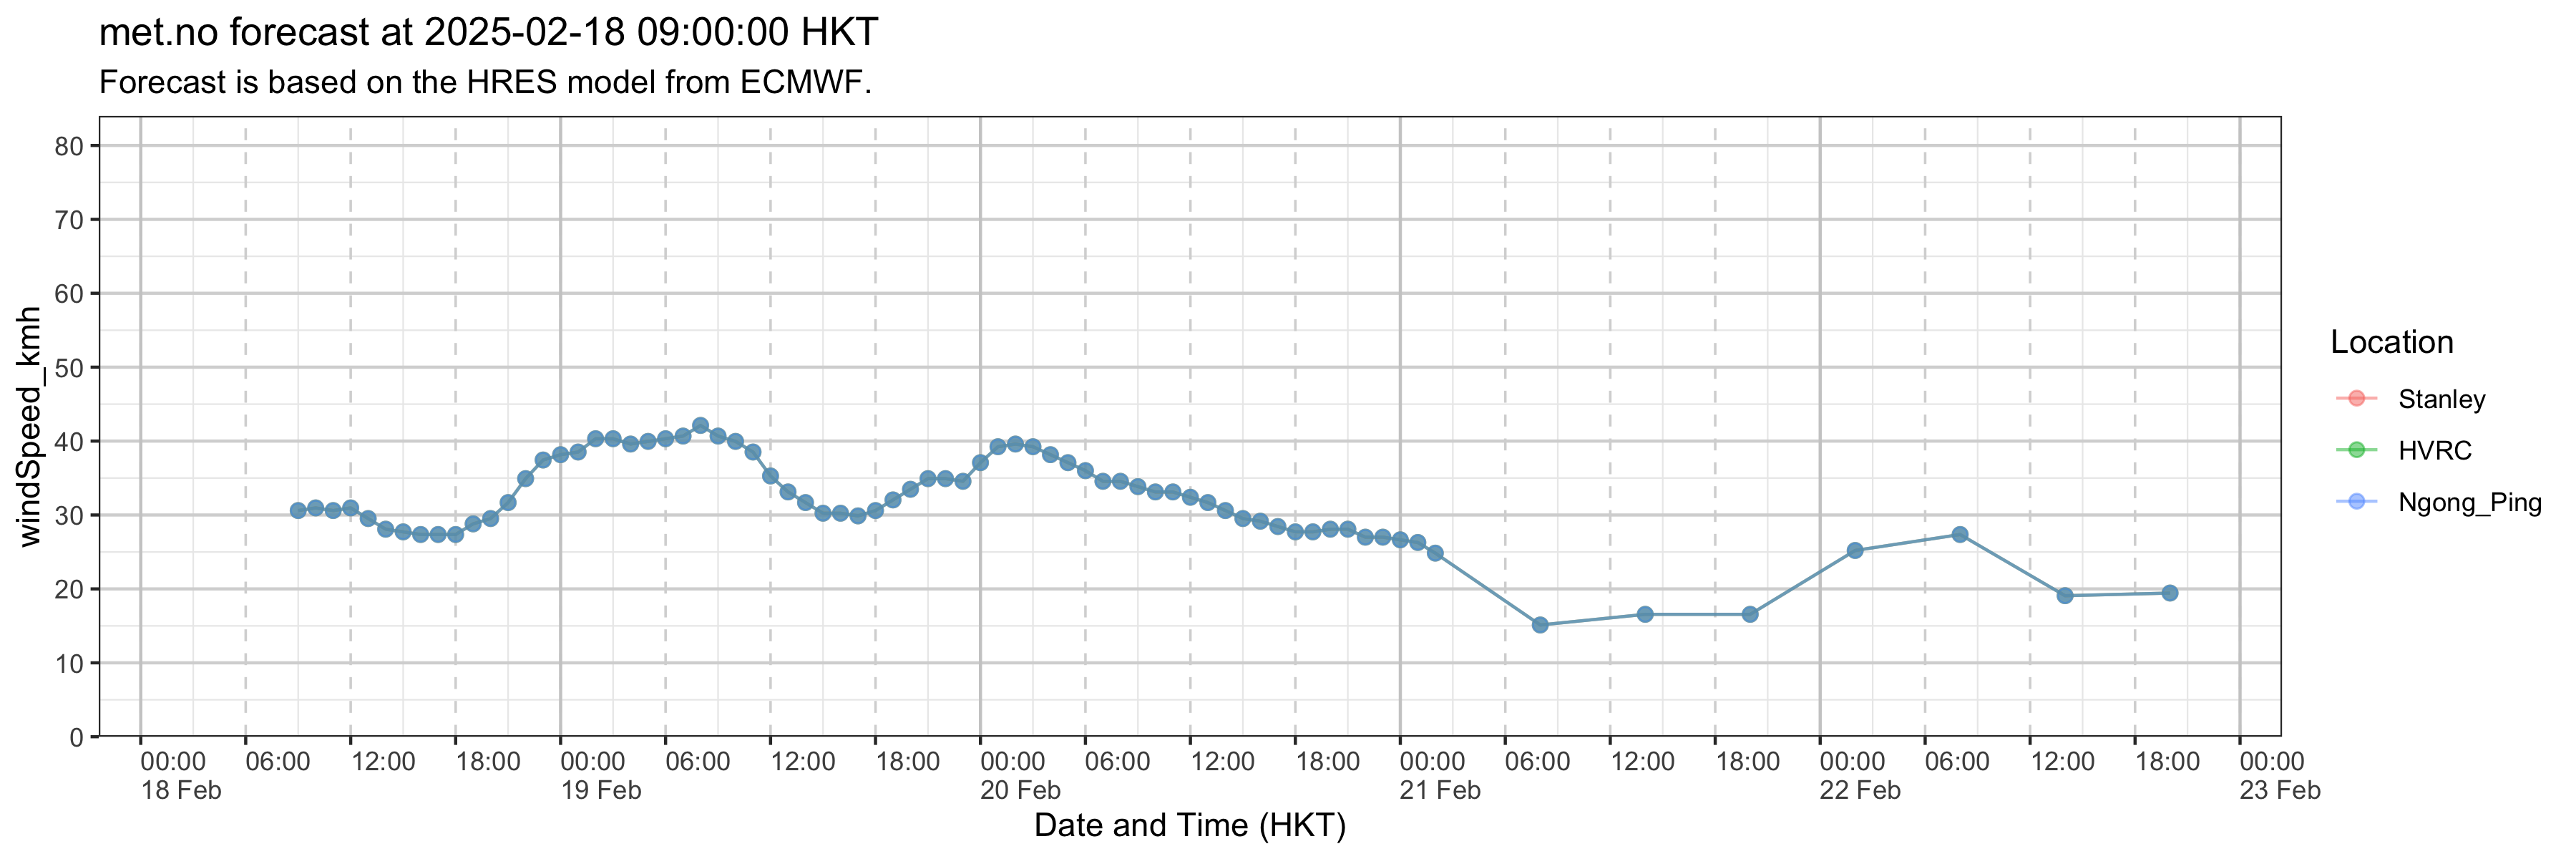 met.no forecast at 2025-02-18 09:00:00 HKT
Forecast is based on the HRES model from ECMWF.
windSpeed_kmh
80
70
60
50
40
30
20
10
0
00:00 06:00 12:00 18:00 00:00 06:00 12:00 18:00 00:00 06:00 12:00 18:00 00:00 06:00 12:00 18:00 00:00 06:00 12:00 18:00 00:00
18 Feb 19 Feb 20 Feb 21 Feb 22 Feb 23 Feb
Date and Time (HKT)
Location
Stanley
HVRC
Ngong_Ping